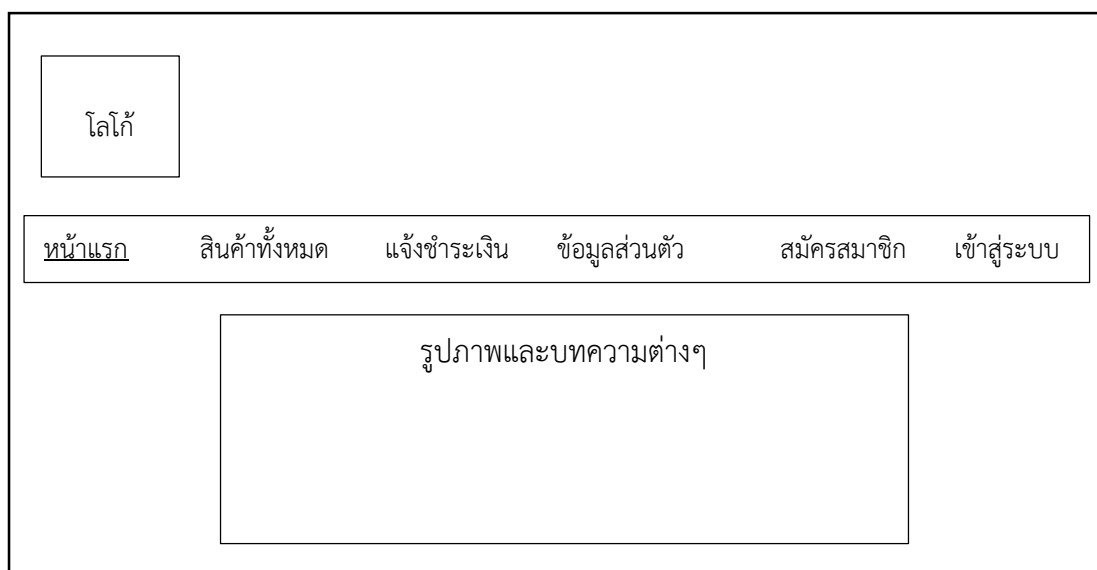 โลโก้
หน้าแรก สินค้าทั้งหมด แจ้งชำระเงิน ข้อมูลส่วนตัว สมัครสมาชิก เข้าสู่ระบบ
รูปภาพและบทความต่างๆ